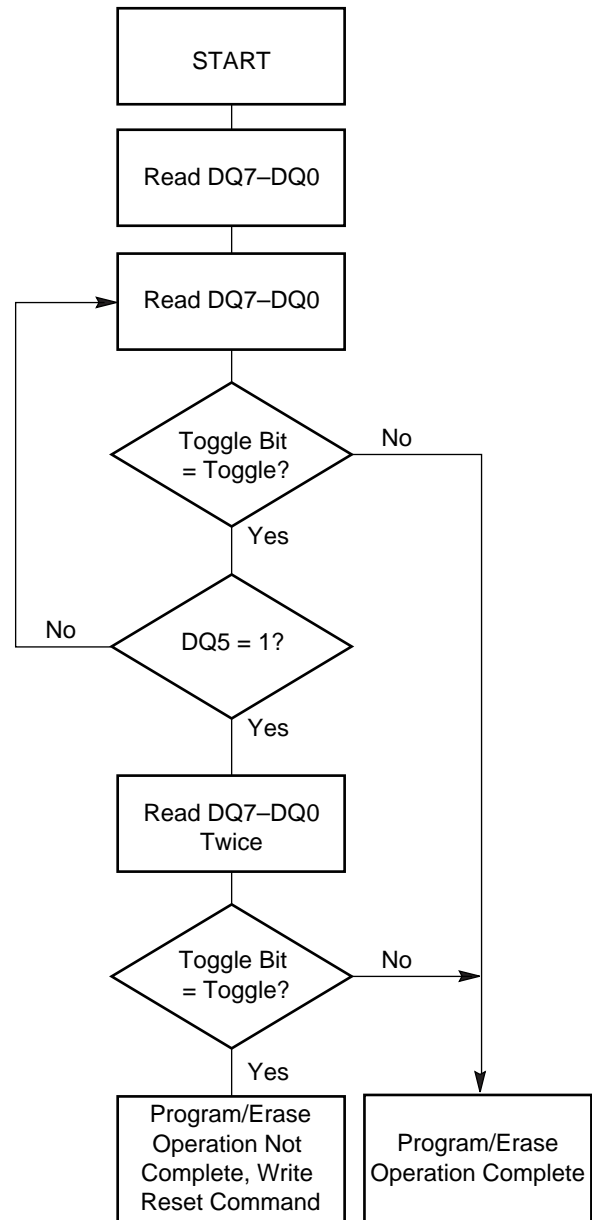 START
Read DQ7–DQ0
Read DQ7–DQ0
Toggle Bit
= Toggle?
No
Yes
No
DQ5 = 1?
Yes
Read DQ7–DQ0
Twice
Toggle Bit
= Toggle?
No
Yes
Program/Erase
Operation Not
Complete, Write
Reset Command
Program/Erase
Operation Complete